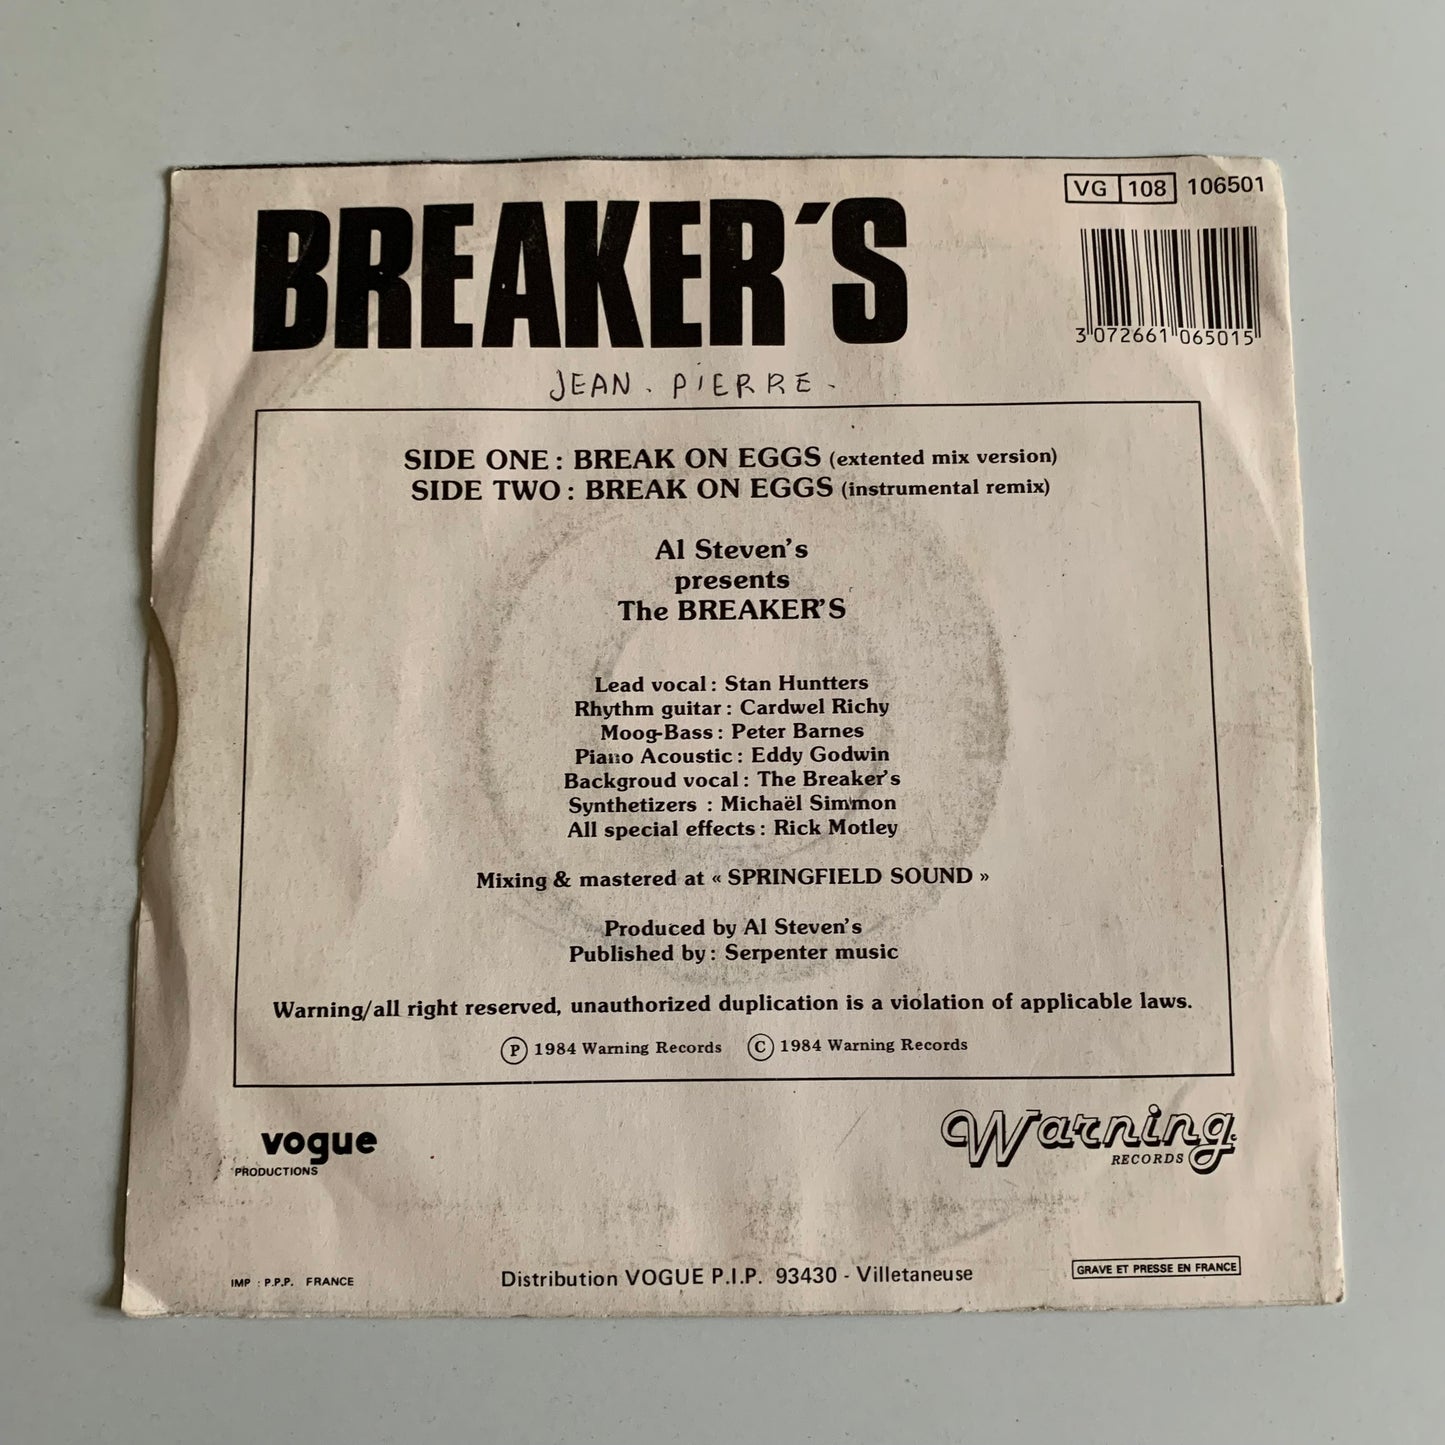 VG 108 106501
BREAKER´S
3 072661 065015
JEAN. PIERRE.
SIDE ONE : BREAK ON EGGS (extented mix version)
SIDE TWO : BREAK ON EGGS (instrumental remix)
Al Steven's
presents
The BREAKER'S
Lead vocal : Stan Huntters
Rhythm guitar : Cardwel Richy
Moog-Bass : Peter Barnes
Piano Acoustic : Eddy Godwin
Backgroud vocal : The Breaker's
Synthetizers : Michaël Simmon
All special effects : Rick Motley
Mixing & mastered at « SPRINGFIELD SOUND »
Produced by Al Steven's
Published by : Serpenter music
Warning/all right reserved, unauthorized duplication is a violation of applicable laws.
Ⓟ 1984 Warning Records © 1984 Warning Records
vogue
PRODUCTIONS
Warning
RECORDS
IMP : P.P.P. FRANCE
Distribution VOGUE P.I.P. 93430 - Villetaneuse
GRAVE ET PRESSE EN FRANCE